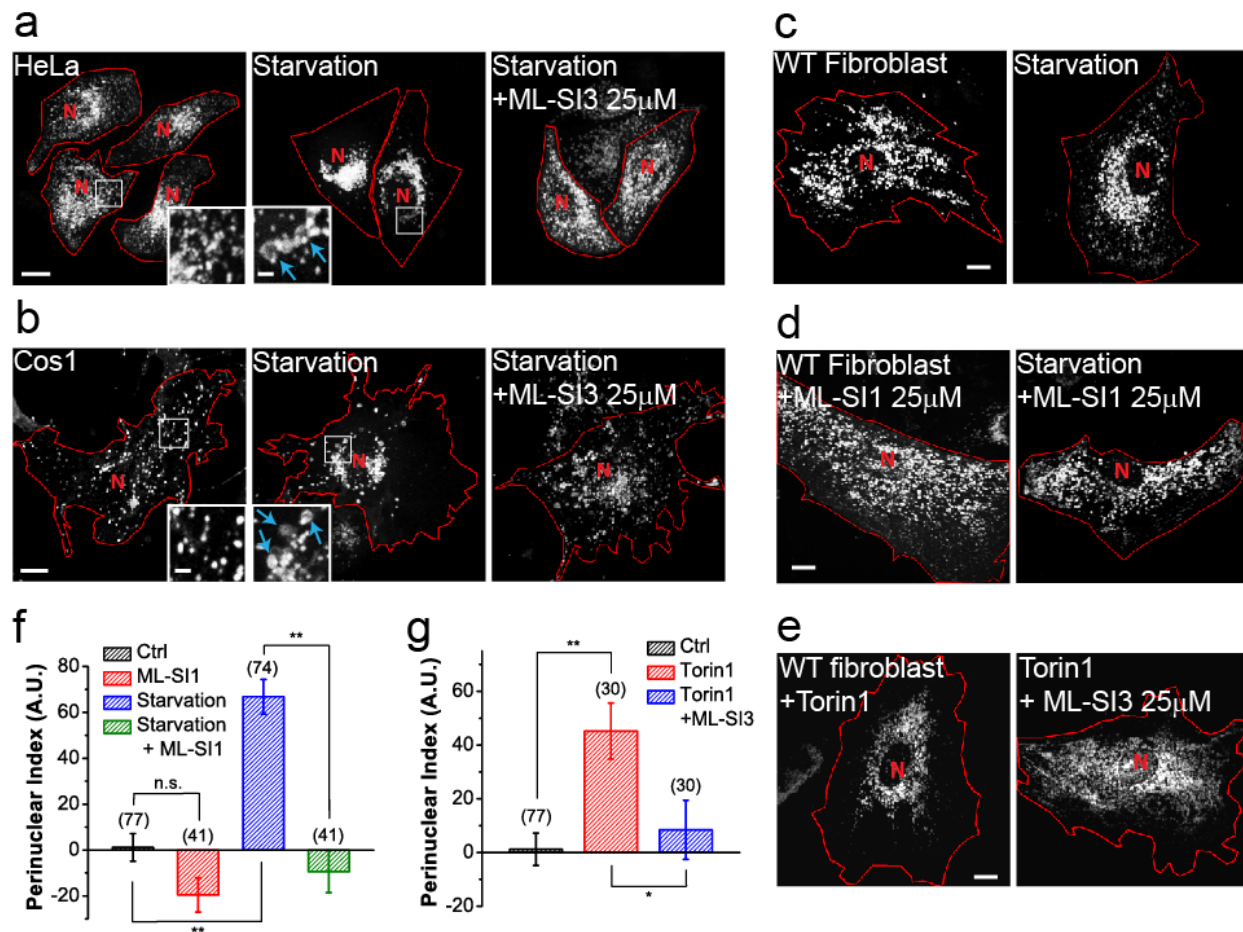 a
HeLa
N
N
N
N
Starvation
N
N
Starvation
+ML-SI3 25μM
N
N
c
WT Fibroblast
N
Starvation
N
b
Cos1
N
Starvation
N
Starvation
+ML-SI3 25μM
N
d
WT Fibroblast
+ML-SI1 25μM
N
Starvation
+ML-SI1 25μM
N
f
Perinuclear Index (A.U.)
80
60
40
20
0
-20
Ctrl
ML-SI1
Starvation
Starvation
+ ML-SI1
**
(74)
n.s.
(77)
(41)
(41)
**
g
Perinuclear Index (A.U.)
60
40
20
0
-20
Ctrl
Torin1
Torin1
+ML-SI3
**
(30)
(30)
(77)
*
e
WT fibroblast
+Torin1
N
Torin1
+ ML-SI3 25μM
N